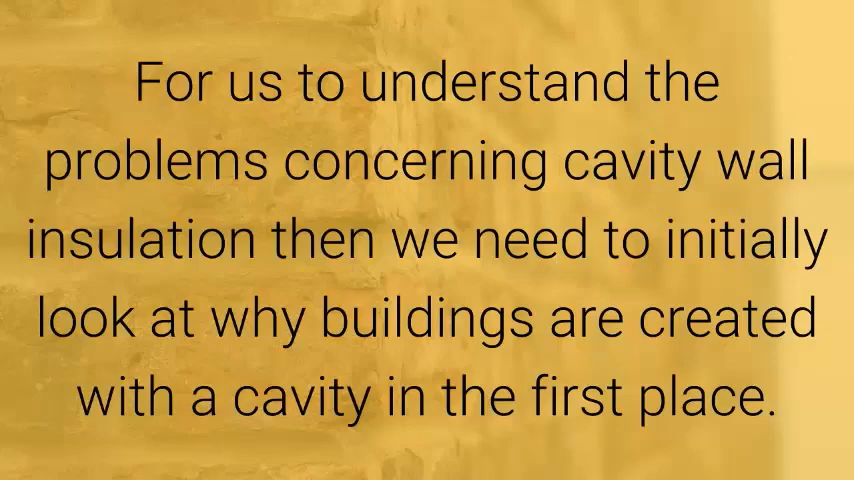 For us to understand the
problems concerning cavity wall
insulation then we need to initially
look at why buildings are created
with a cavity in the first place.